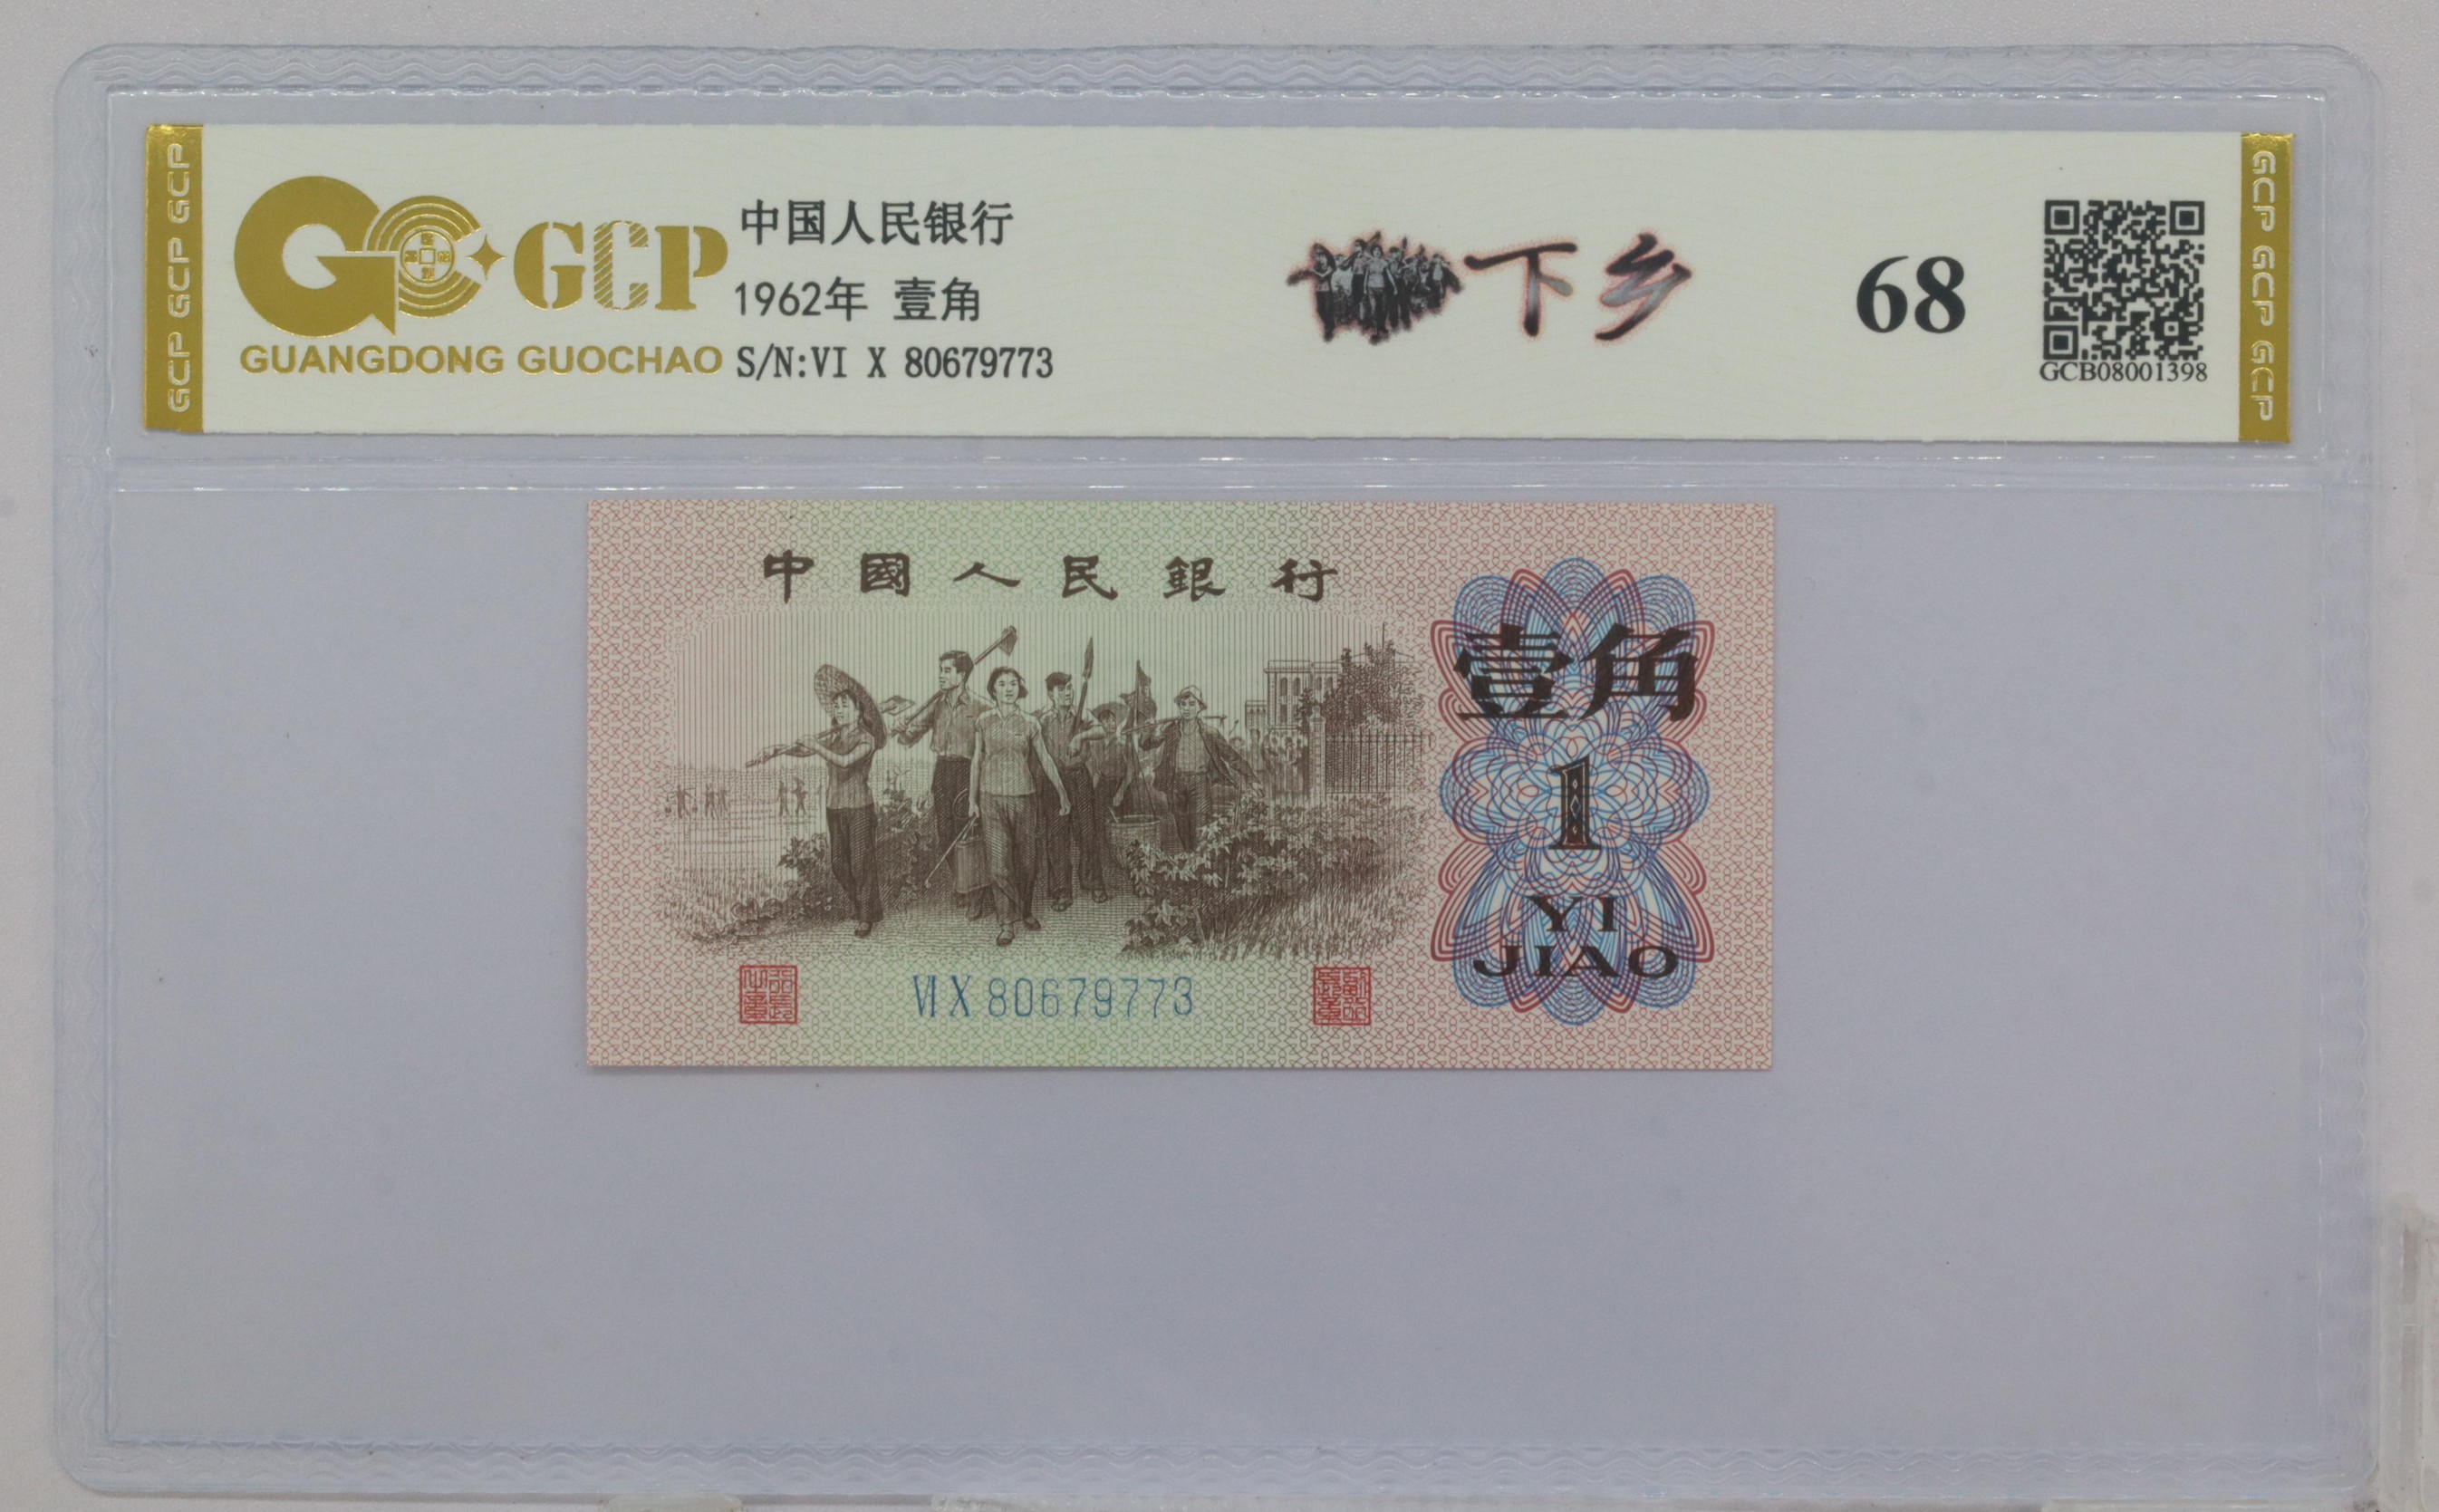 GCP GCP GCP
GCP
GUANGDONG GUOCHAO
中国人民银行
1962年 壹角
S/N:VI X 80679773
下乡
68
GCB08001398
GCP GCP GCP
中國人民銀行
壹角
1
YI
JIAO
VI X 80679773